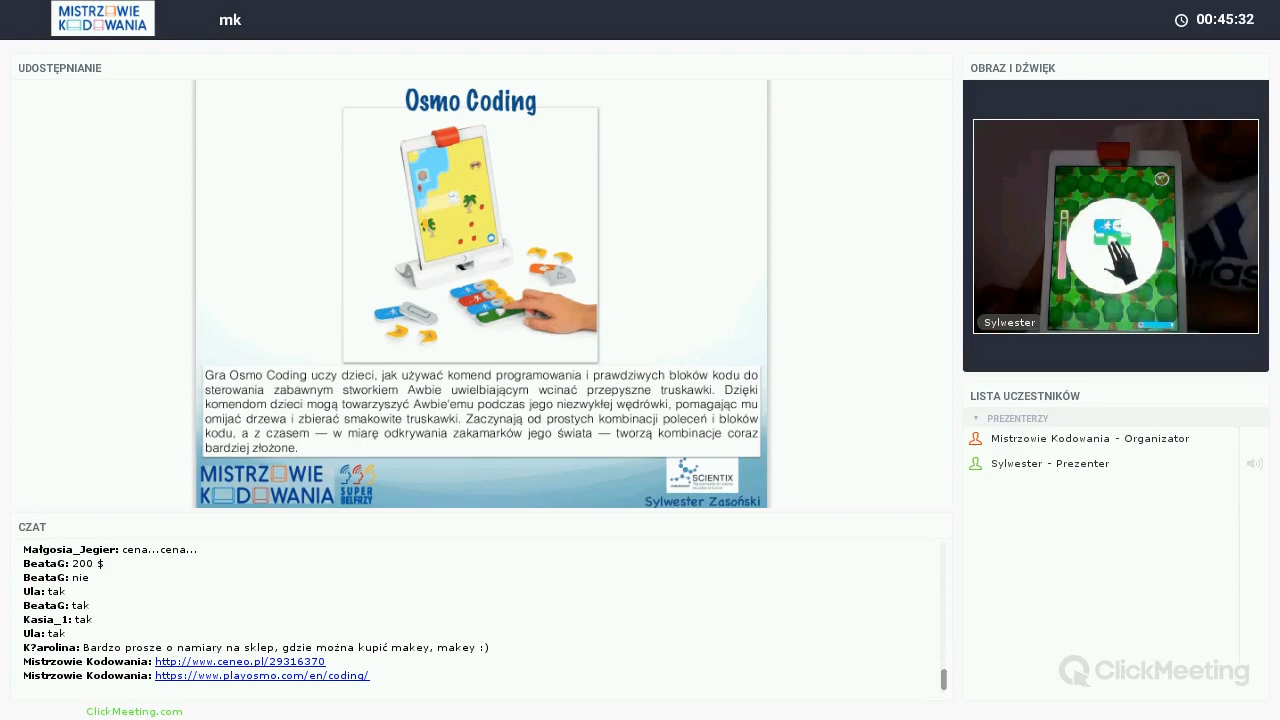 MISTRZOWIE
KODOWANIA
mk
00:45:32
UDOSTĘPNIANIE
OBRAZ I DŹWIĘK
Osmo Coding
Gra Osmo Coding uczy dzieci, jak używać komend programowania i prawdziwych bloków kodu do
sterowania zabawnym stworkiem Awbie uwielbiającym wcinać przepyszne truskawki. Dzięki
komendom dzieci mogą towarzyszyć Awbie'emu podczas jego niezwykłej wędrówki, pomagając mu
omijać drzewa i zbierać smakowite truskawki. Zaczynają od prostych kombinacji poleceń i bloków
kodu, a z czasem — w miarę odkrywania zakamarków jego świata — tworzą kombinacje coraz
bardziej złożone.
MISTRZOWIE
KODOWANIA
SUPER
BELFRZY
SCIENTIX
Sylwester Zasoński
Sylwester
LISTA UCZESTNIKÓW
PREZENTERZY
Mistrzowie Kodowania - Organizator
Sylwester - Prezenter
CZAT
Małgosia_Jegier: cena...cena...
BeataG: 200 $
BeataG: nie
Ula: tak
BeataG: tak
Kasia_1: tak
Ula: tak
K?arolina: Bardzo prosze o namiary na sklep, gdzie można kupić makey, makey :)
Mistrzowie Kodowania: http://www.ceneo.pl/29316370
Mistrzowie Kodowania: https://www.playosmo.com/en/coding/
ClickMeeting
ClickMeeting.com